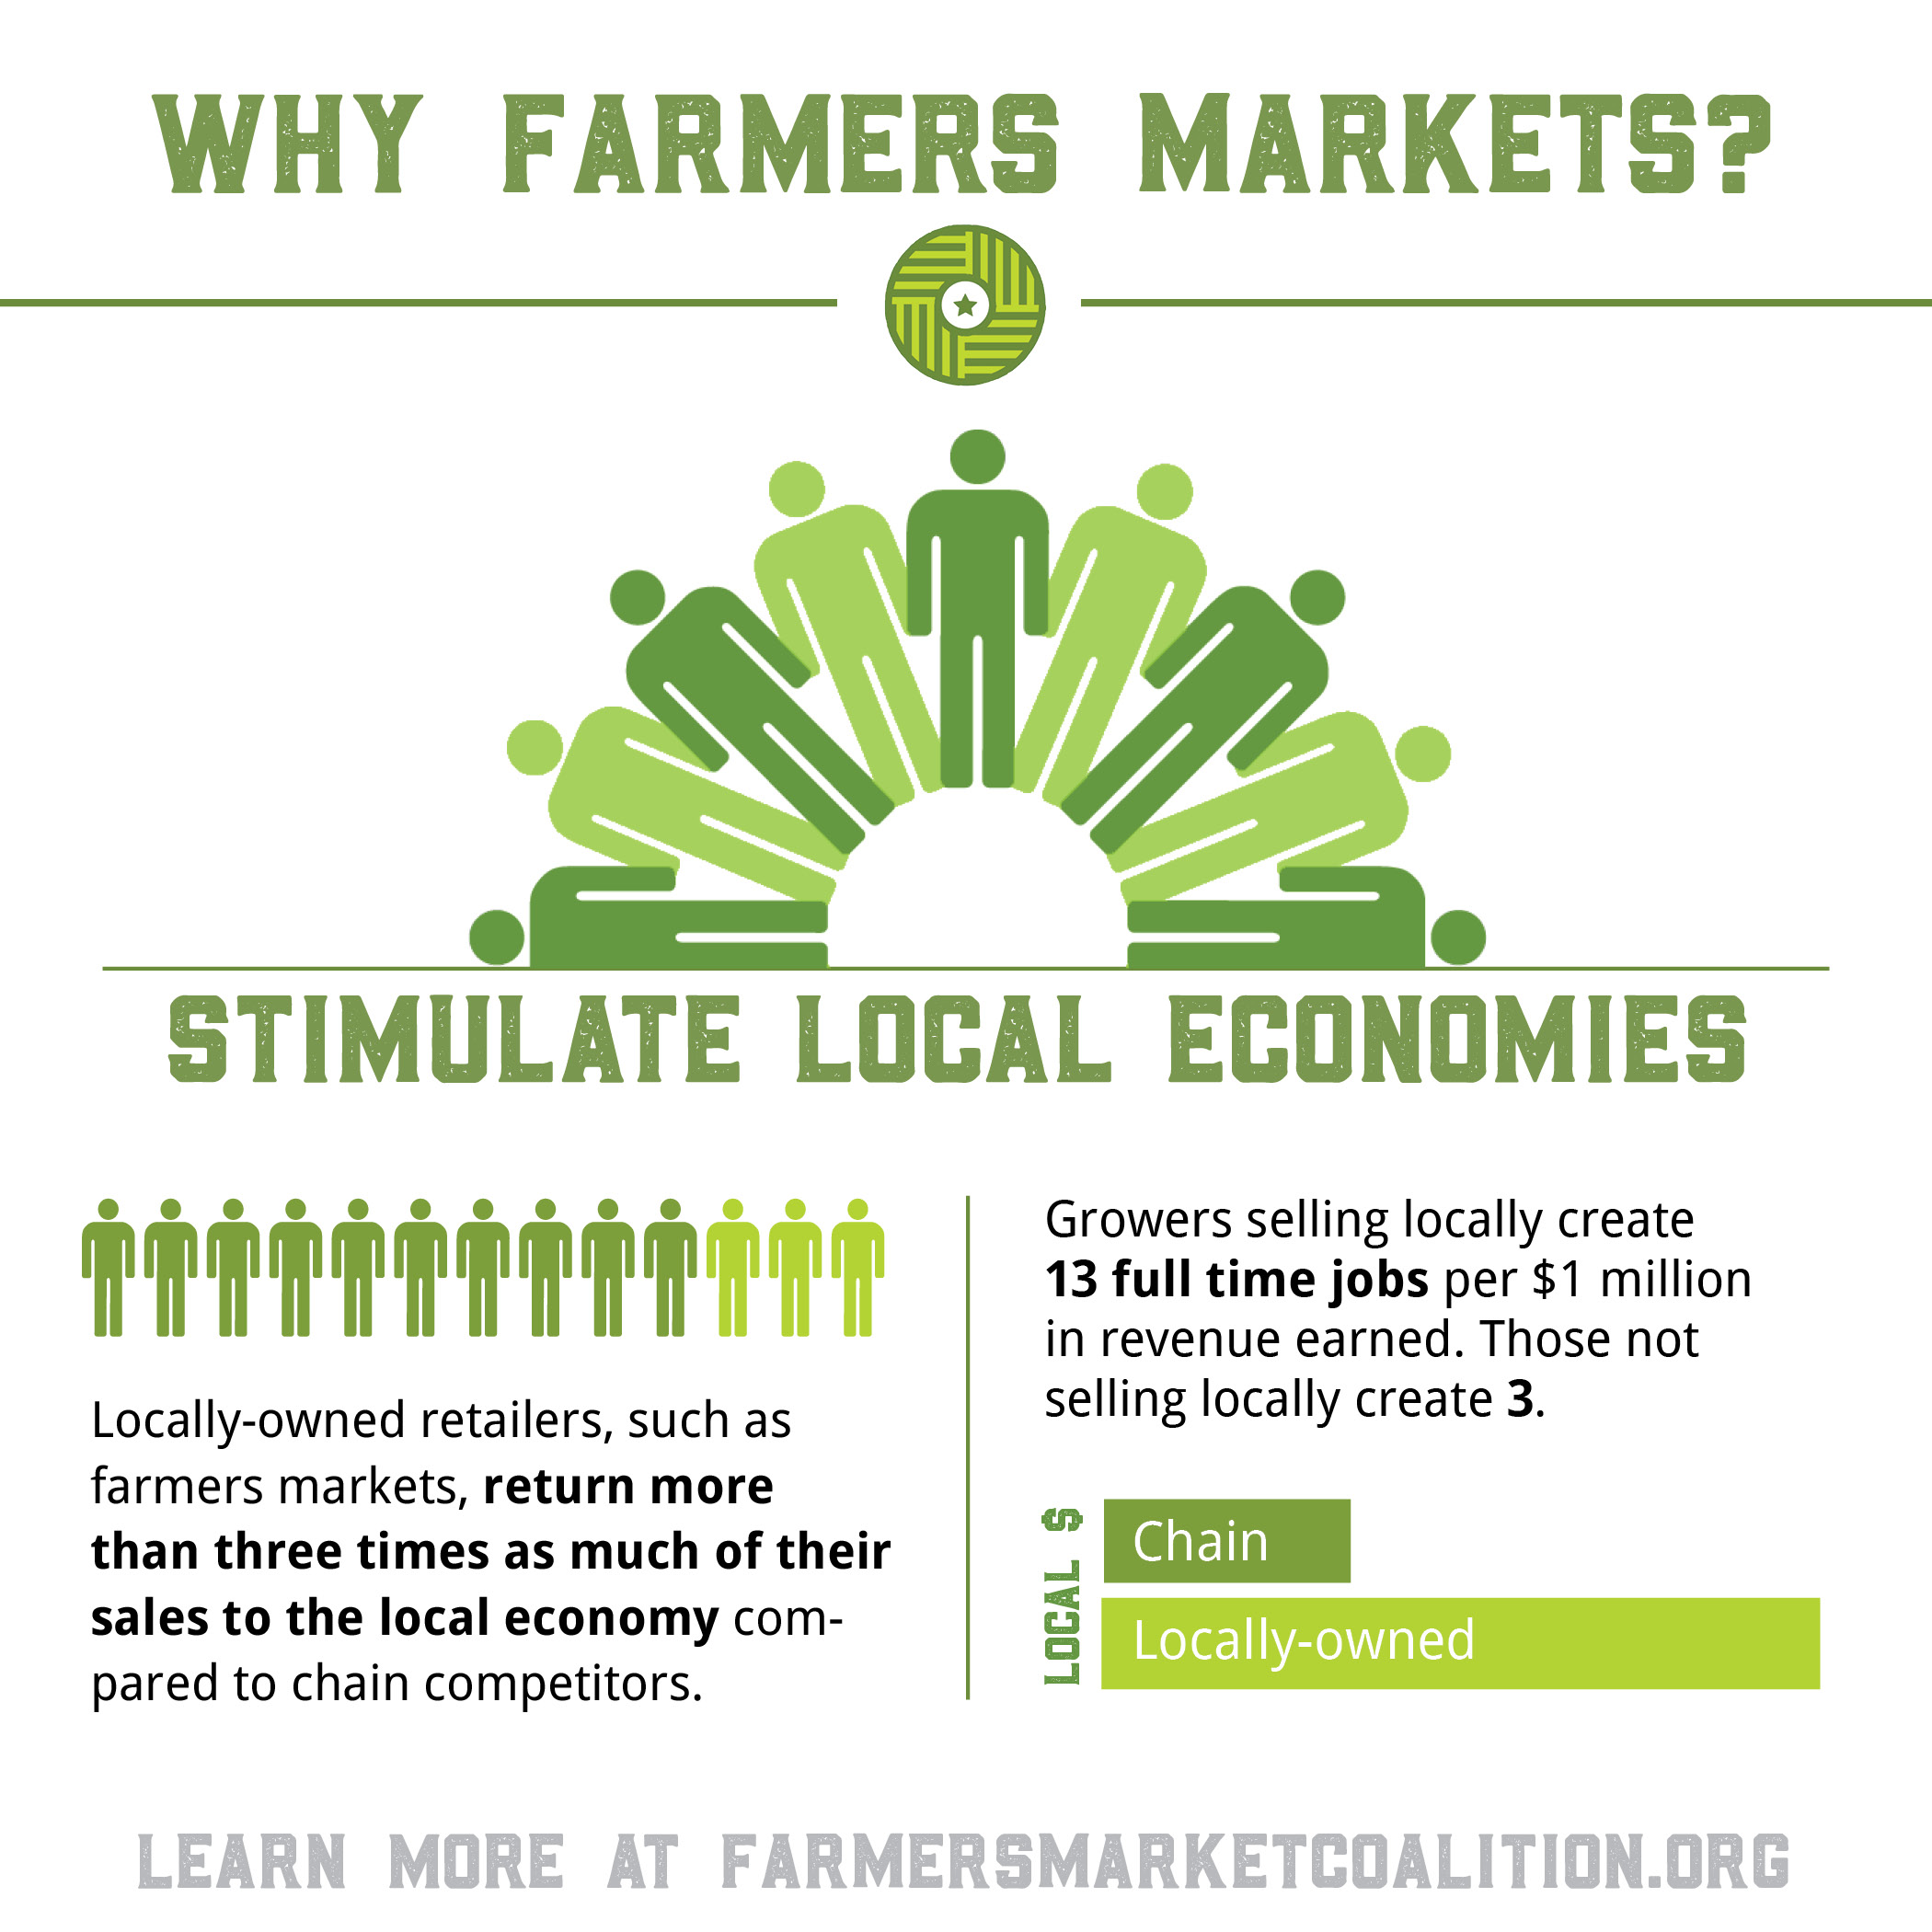 WHY FARMERS MARKETS?
STIMULATE LOCAL ECONOMIES
Locally-owned retailers, such as
farmers markets, return more
than three times as much of their
sales to the local economy com-
pared to chain competitors.
Growers selling locally create
13 full time jobs per $1 million
in revenue earned. Those not
selling locally create 3.
LOCAL $
Chain
Locally-owned
LEARN MORE AT FARMERSMARKETCOALITION.ORG